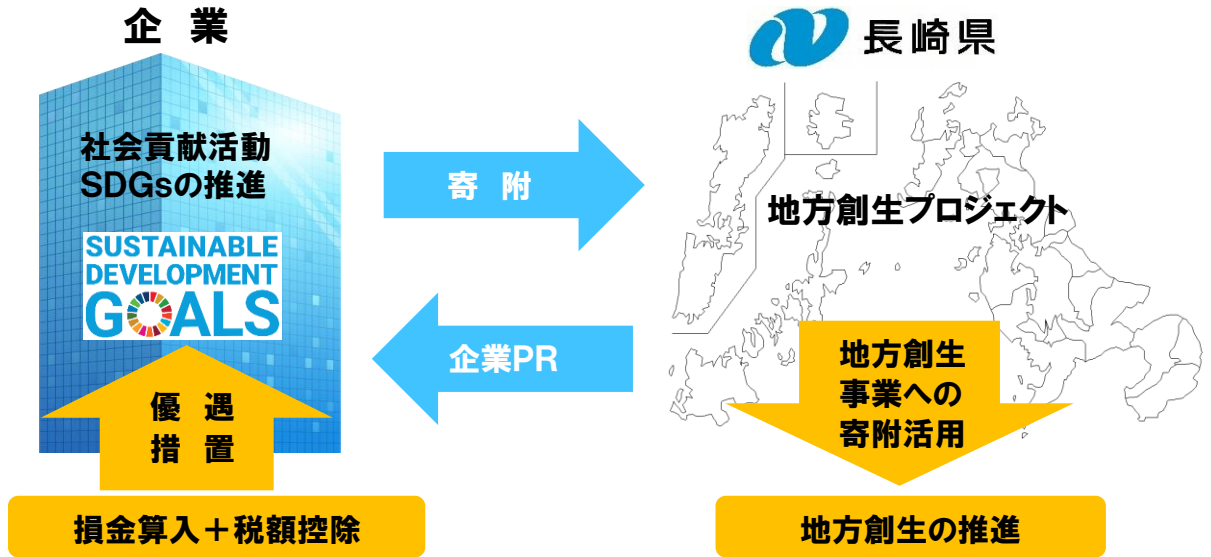 企 業
社会貢献活動
SDGsの推進
SUSTAINABLE
DEVELOPMENT
GOALS
優 遇
措 置
損金算入＋税額控除
寄 附
企業PR
長崎県
地方創生プロジェクト
地方創生
事業への
寄附活用
地方創生の推進